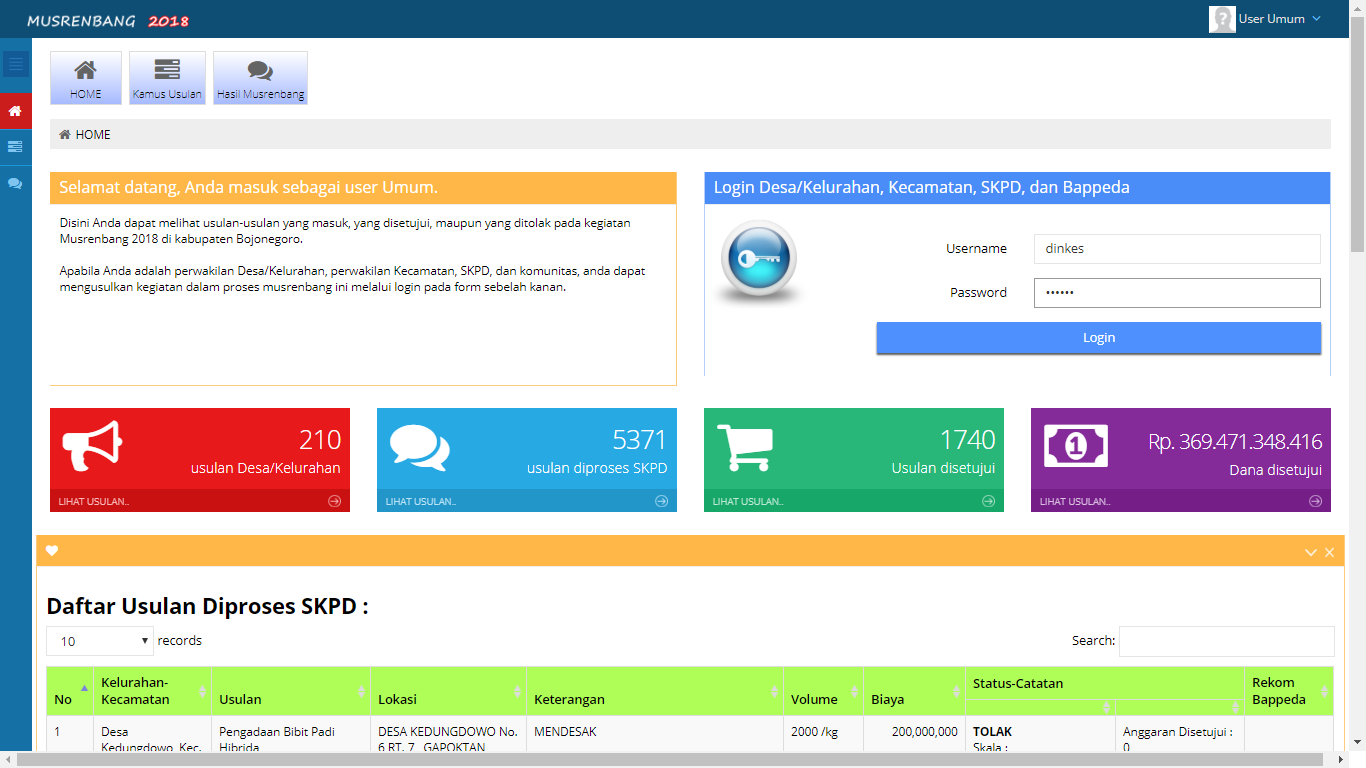 MUSRENBANG 2018
User Umum
HOME
Kamus Usulan
Hasil Musrenbang
HOME
Selamat datang, Anda masuk sebagai user Umum.
Disini Anda dapat melihat usulan-usulan yang masuk, yang disetujui, maupun yang ditolak pada kegiatan
Musrenbang 2018 di kabupaten Bojonegoro.
Apabila Anda adalah perwakilan Desa/Kelurahan, perwakilan Kecamatan, SKPD, dan komunitas, anda dapat
mengusulkan kegiatan dalam proses musrenbang ini melalui login pada form sebelah kanan.
Login Desa/Kelurahan, Kecamatan, SKPD, dan Bappeda
Username
dinkes
Password
••••••
Login
210
usulan Desa/Kelurahan
LIHAT USULAN..
5371
usulan diproses SKPD
LIHAT USULAN..
1740
Usulan disetujui
LIHAT USULAN..
1
Rp. 369.471.348.416
Dana disetujui
LIHAT USULAN..
Daftar Usulan Diproses SKPD :
10 records
Search:
No
Kelurahan-
Kecamatan
Usulan
Lokasi
Keterangan
Volume
Biaya
Status-Catatan
Rekom
Bappeda
1
Desa
Kedungdowo, Kec.
Pengadaan Bibit Padi
Hibrida
DESA KEDUNGDOWO No.
6 RT. 7 , GAPOKTAN
MENDESAK
2000 /kg
200,000,000
TOLAK
Skala :
Anggaran Disetujui :
0